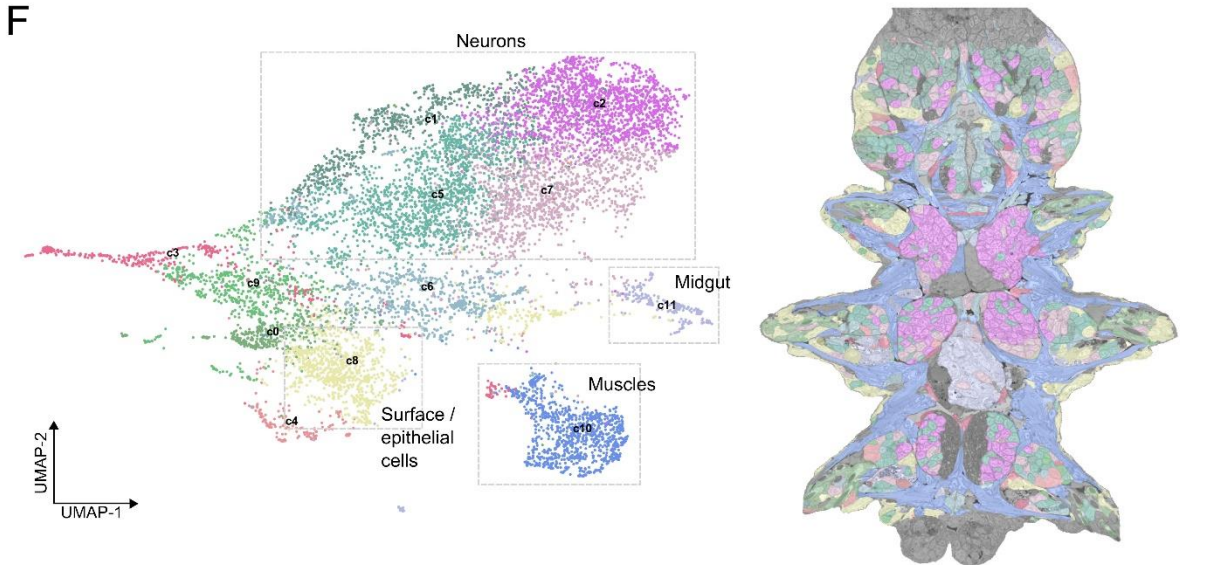 F
Neurons
c2
c1
c5
c7
c3
c9
c6
Midgut
c11
c0
c8
Muscles
c4
Surface /
epithelial
cells
c10
UMAP-2
UMAP-1